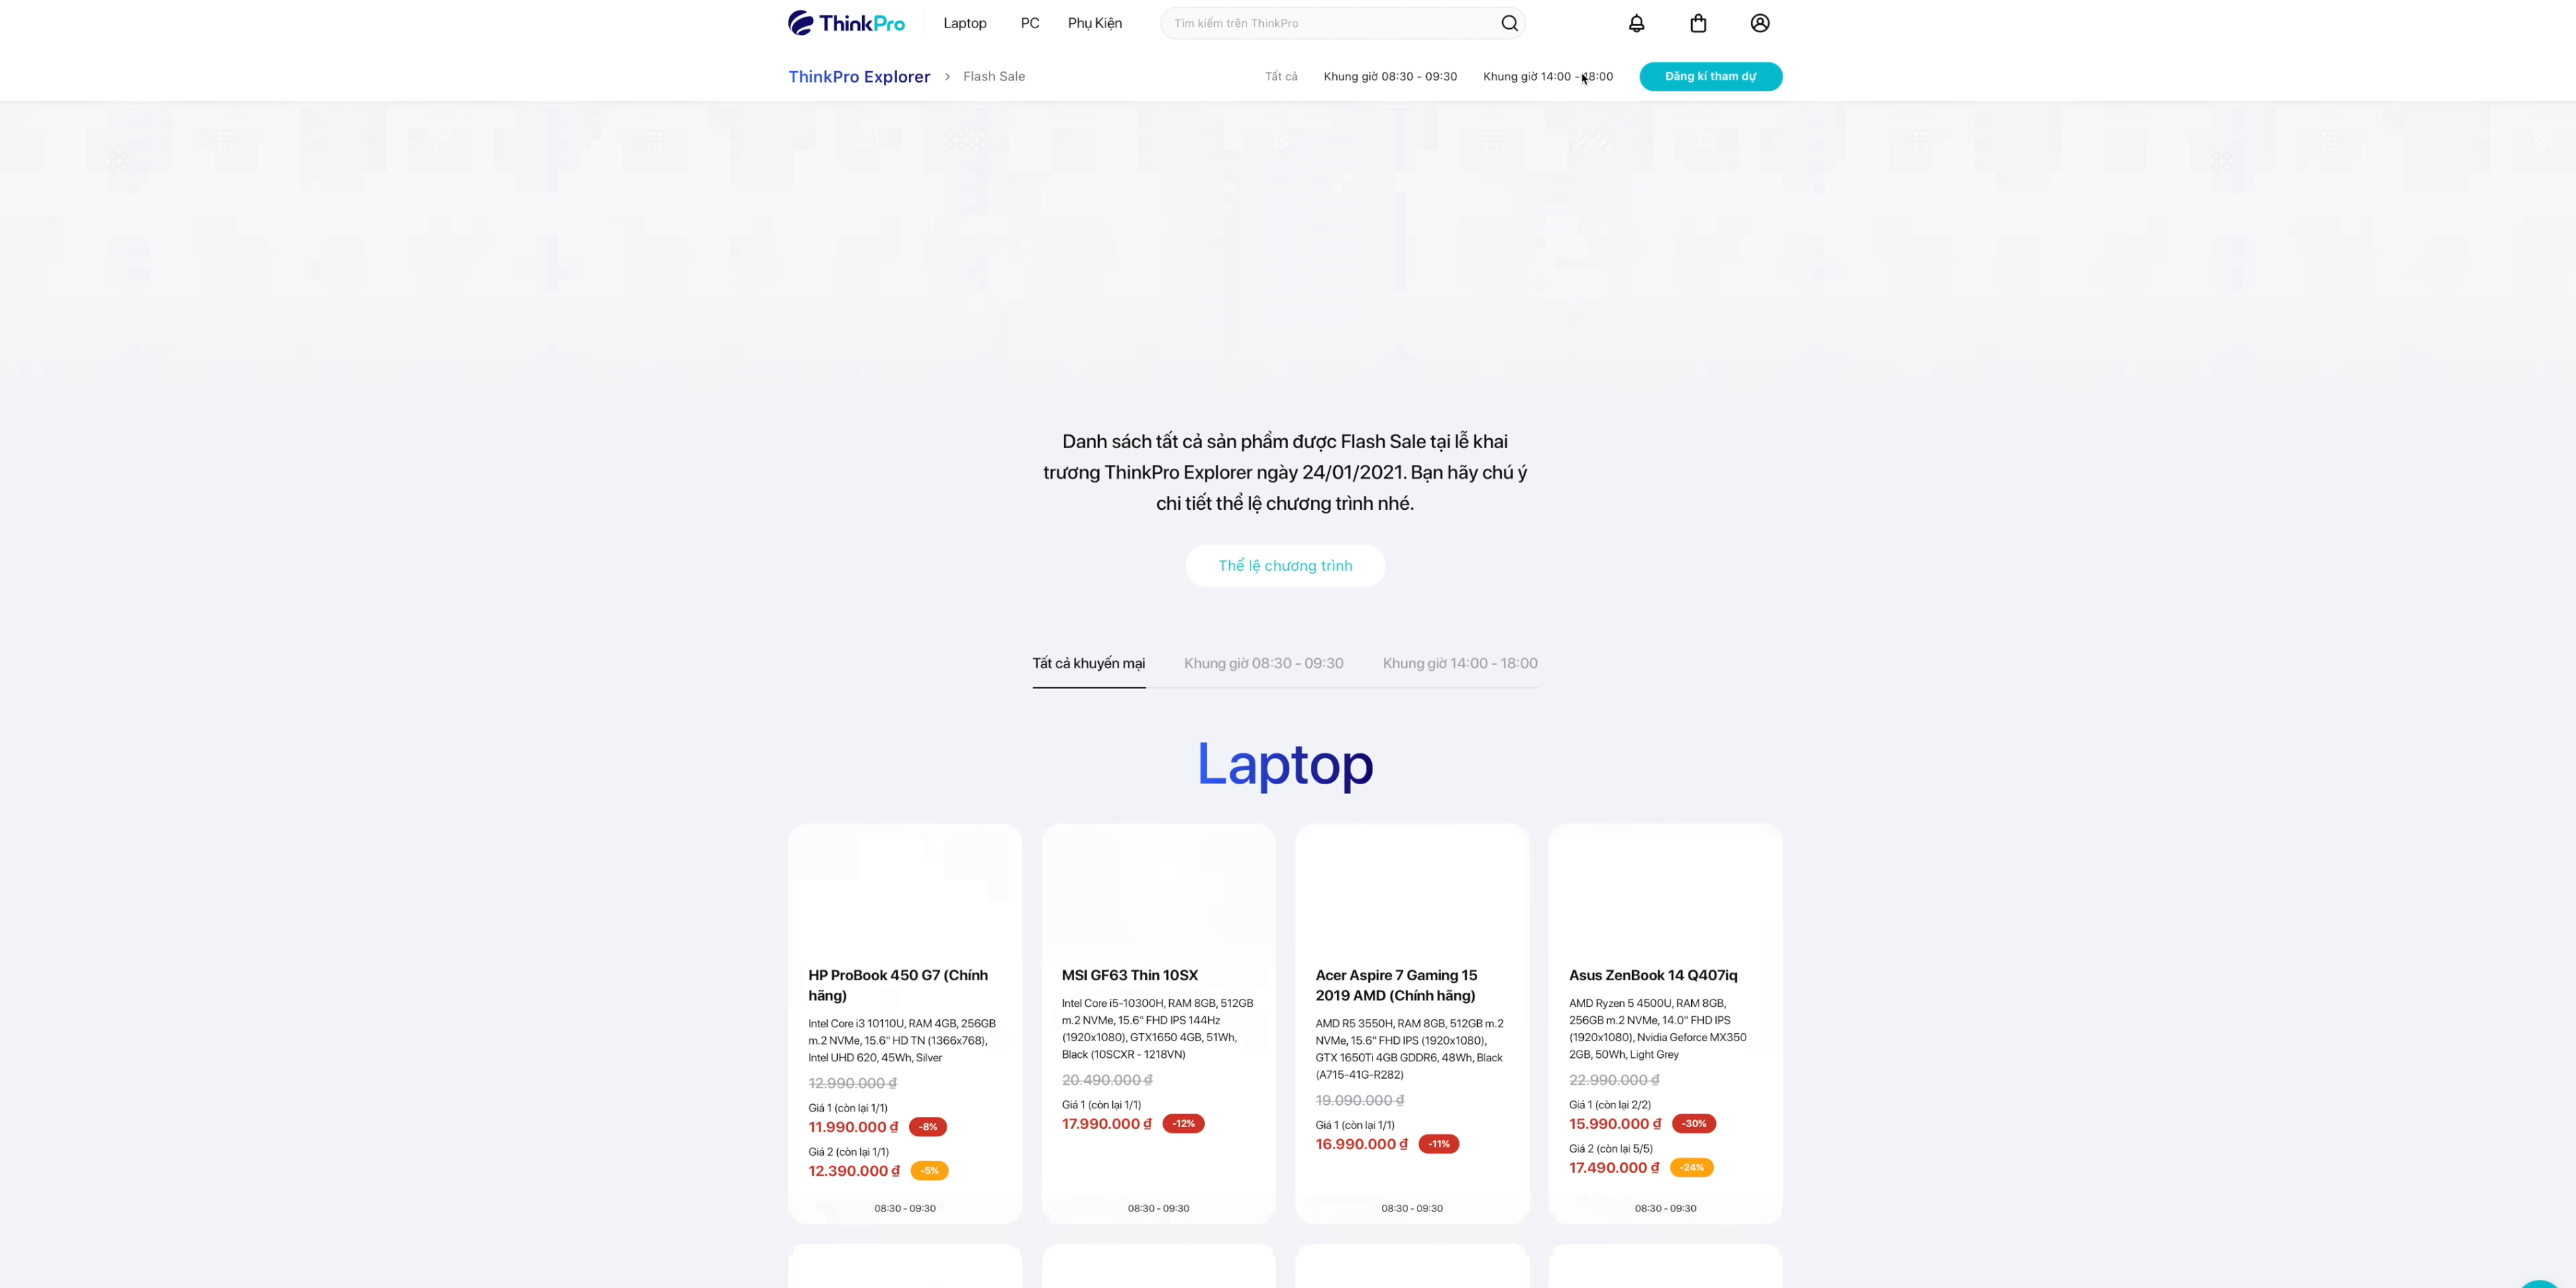 ThinkPro
Laptop
PC
Phụ Kiện
Tìm kiếm trên ThinkPro
ThinkPro Explorer > Flash Sale
Tất cả
Khung giờ 08:30 - 09:30
Khung giờ 14:00 - 18:00
Đăng kí tham dự
Danh sách tất cả sản phẩm được Flash Sale tại lễ khai
trương ThinkPro Explorer ngày 24/01/2021. Bạn hãy chú ý
chi tiết thể lệ chương trình nhé.
Thể lệ chương trình
Tất cả khuyến mại
Khung giờ 08:30 - 09:30
Khung giờ 14:00 - 18:00
Laptop
HP ProBook 450 G7 (Chính
hãng)
Intel Core i3 10110U, RAM 4GB, 256GB
m.2 NVMe, 15.6" HD TN (1366x768),
Intel UHD 620, 45Wh, Silver
12.990.000 ₫
Giá 1 (còn lại 1/1)
11.990.000 ₫ -8%
Giá 2 (còn lại 1/1)
12.390.000 ₫ -5%
08:30 - 09:30
MSI GF63 Thin 10SX
Intel Core i5-10300H, RAM 8GB, 512GB
m.2 NVMe, 15.6" FHD IPS 144Hz
(1920x1080), GTX1650 4GB, 51Wh,
Black (10SCXR - 1218VN)
20.490.000 ₫
Giá 1 (còn lại 1/1)
17.990.000 ₫ -12%
08:30 - 09:30
Acer Aspire 7 Gaming 15
2019 AMD (Chính hãng)
AMD R5 3550H, RAM 8GB, 512GB m.2
NVMe, 15.6" FHD IPS (1920x1080),
GTX 1650Ti 4GB GDDR6, 48Wh, Black
(A715-41G-R282)
19.090.000 ₫
Giá 1 (còn lại 1/1)
16.990.000 ₫ -11%
08:30 - 09:30
Asus ZenBook 14 Q407iq
AMD Ryzen 5 4500U, RAM 8GB,
256GB m.2 NVMe, 14.0" FHD IPS
(1920x1080), Nvidia Geforce MX350
2GB, 50Wh, Light Grey
22.990.000 ₫
Giá 1 (còn lại 2/2)
15.990.000 ₫ -30%
Giá 2 (còn lại 5/5)
17.490.000 ₫ -24%
08:30 - 09:30